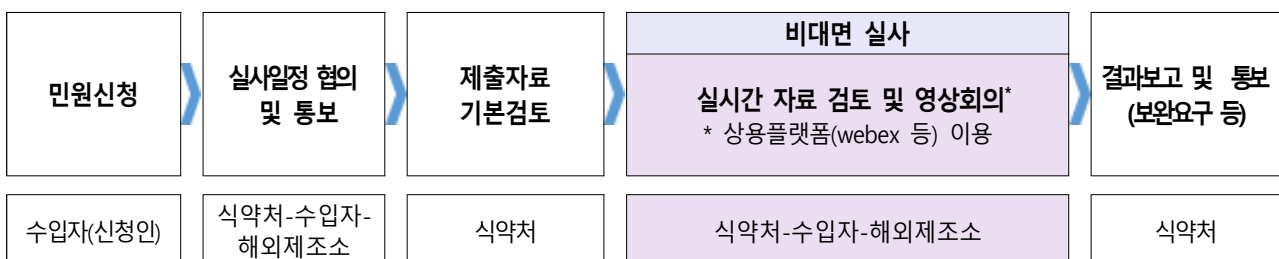 민원신청
실사일정 협의
및 통보
제출자료
기본검토
비대면 실사
실시간 자료 검토 및 영상회의*
* 상용플랫폼(webex 등) 이용
결과보고 및 통보
(보완요구 등)
수입자(신청인)
식약처-수입자-
해외제조소
식약처
식약처-수입자-해외제조소
식약처